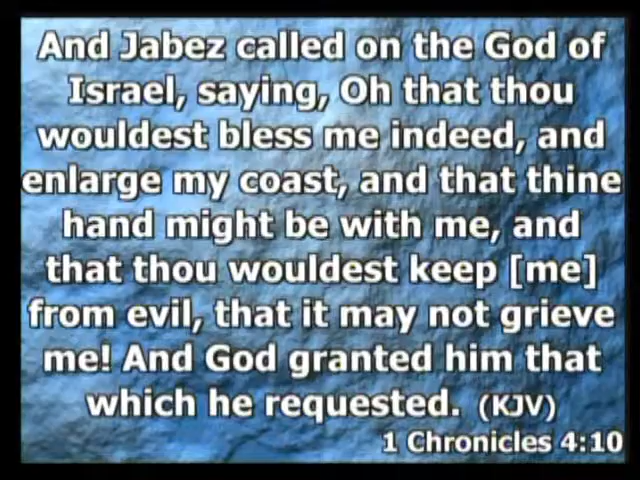 And Jabez called on the God of
Israel, saying, Oh that thou
wouldest bless me indeed, and
enlarge my coast, and that thine
hand might be with me, and
that thou wouldest keep [me]
from evil, that it may not grieve
me! And God granted him that
which he requested. (KJV)
1 Chronicles 4:10